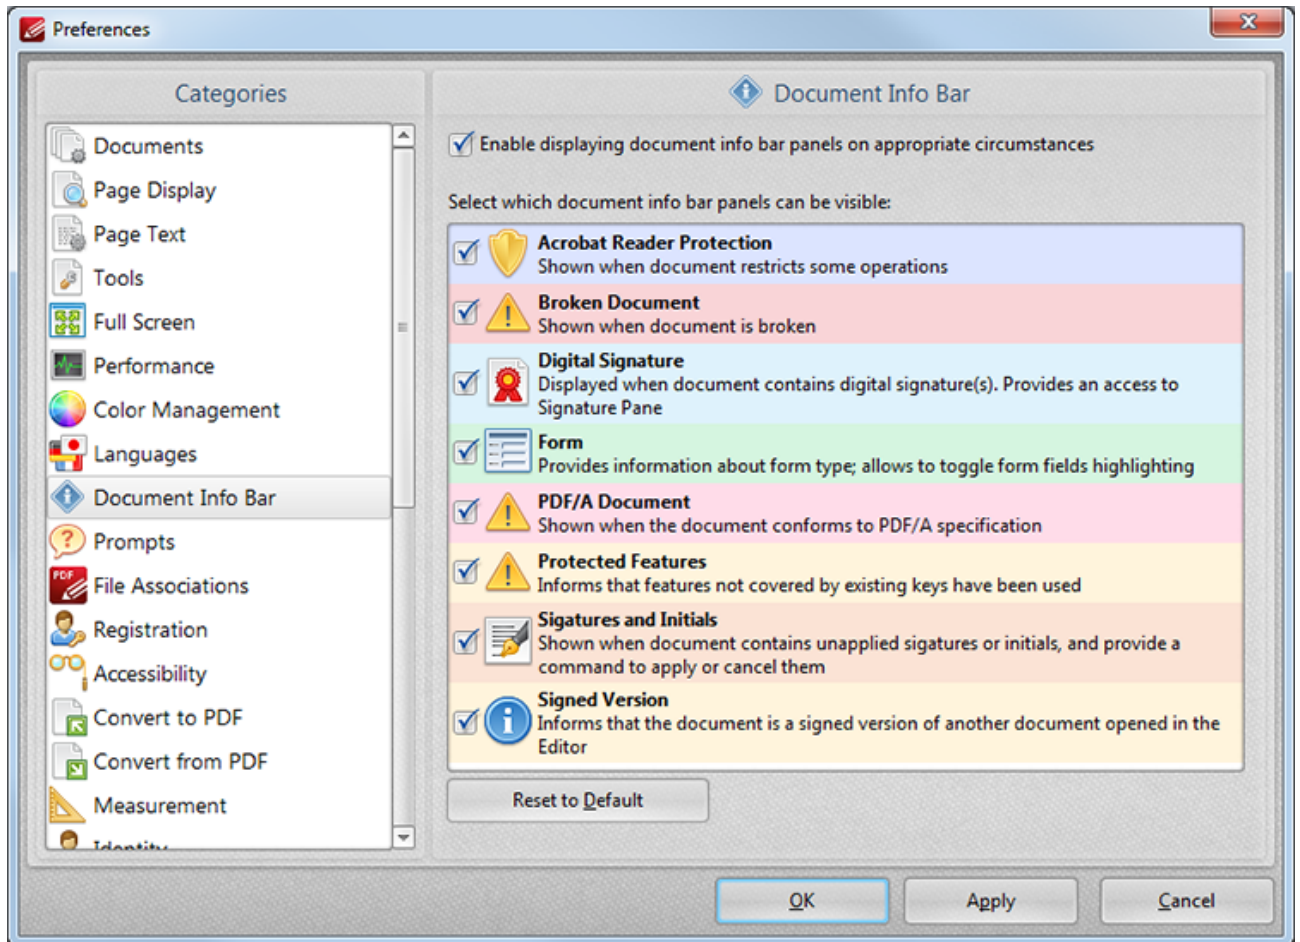 Preferences
Categories
Documents
Page Display
Page Text
Tools
Full Screen
Performance
Color Management
Languages
Document Info Bar
Prompts
PDF
File Associations
Registration
Accessibility
Convert to PDF
Convert from PDF
Measurement
Identity
Document Info Bar
Enable displaying document info bar panels on appropriate circumstances
Select which document info bar panels can be visible:
Acrobat Reader Protection
Shown when document restricts some operations
Broken Document
Shown when document is broken
Digital Signature
Displayed when document contains digital signature(s). Provides an access to
Signature Pane
Form
Provides information about form type; allows to toggle form fields highlighting
PDF/A Document
Shown when the document conforms to PDF/A specification
Protected Features
Informs that features not covered by existing keys have been used
Sigatures and Initials
Shown when document contains unapplied sigatures or initials, and provide a
command to apply or cancel them
Signed Version
Informs that the document is a signed version of another document opened in the
Editor
Reset to Default
OK
Apply
Cancel